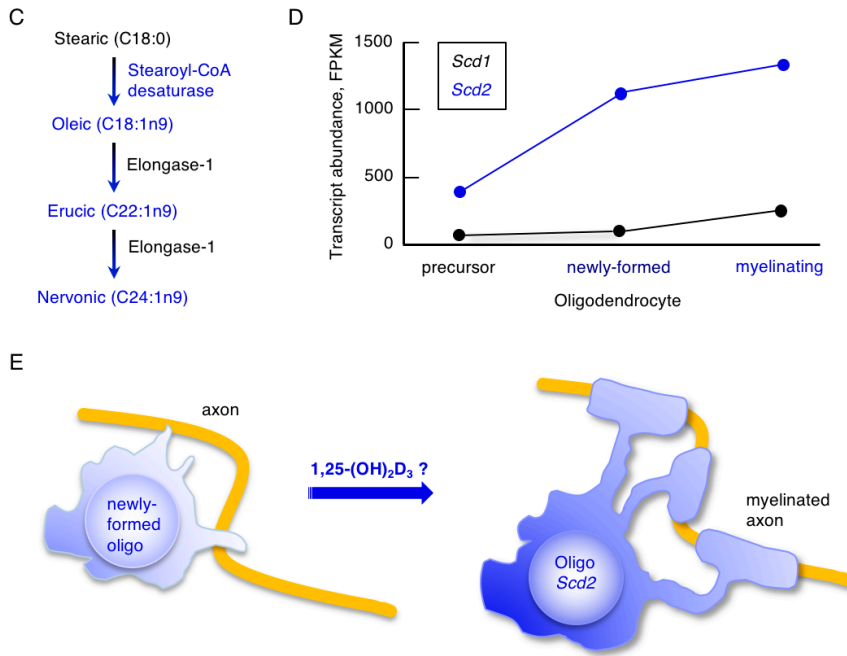 C
Stearic (C18:0)
Stearoyl-CoA
desaturase
Oleic (C18:1n9)
Elongase-1
Erucic (C22:1n9)
Elongase-1
Nervonic (C24:1n9)
D
Transcript abundance, FPKM
1500
1000
500
0
Scd1
Scd2
precursor
newly-formed
myelinating
Oligodendrocyte
E
axon
newly-
formed
oligo
1,25-(OH)₂D₃ ?
Oligo
Scd2
myelinated
axon